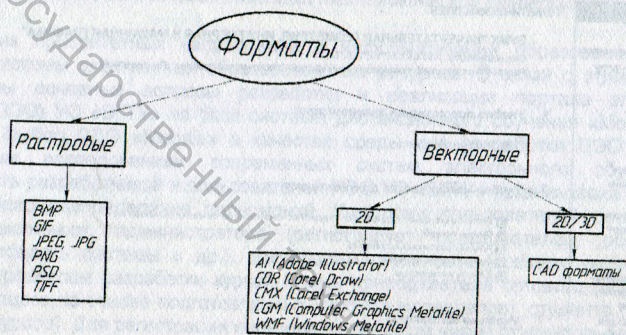 Форматы
Растровые
Векторные
BMP
GIF
JPEG, JPG
PNG
PSD
TIFF
2D
2D/3D
AI (Adobe Illustrator)
CDR (Corel Draw)
CMX (Corel Exchange)
CGM (Computer Graphics Metafile)
WMF (Windows Metafile)
CAD форматы